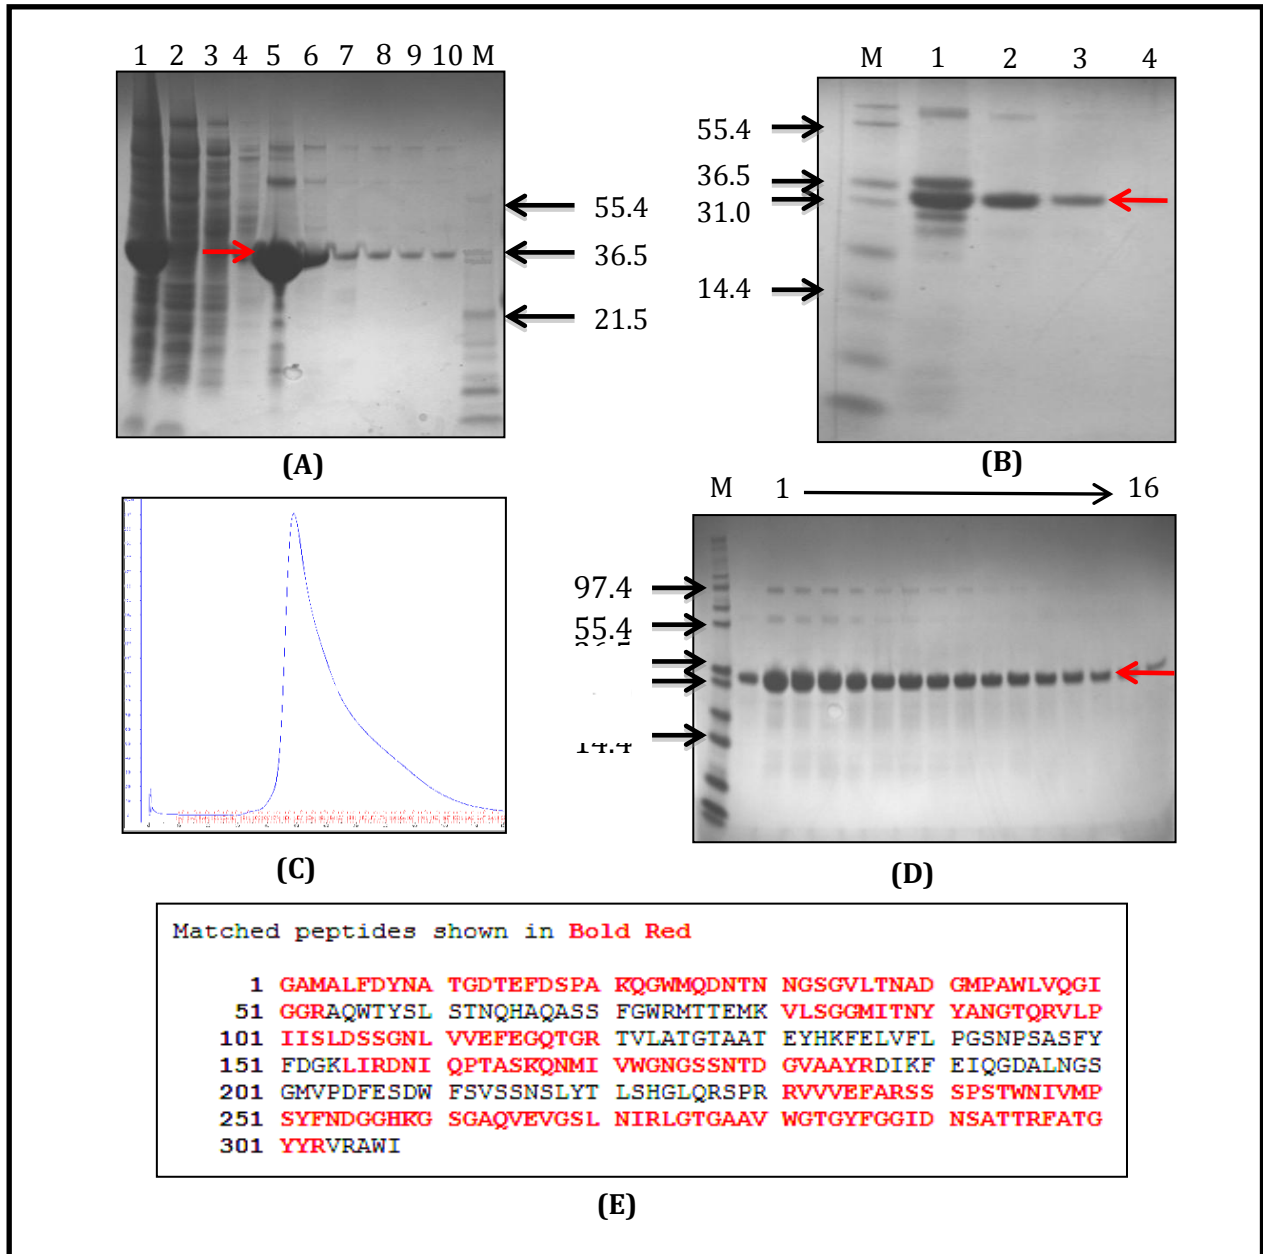 1 2 3 4 5 6 7 8 9 10 M
55.4
36.5
21.5
(A)
M 1 2 3 4
55.4
36.5
31.0
14.4
(B)
(C)
M 1 16
97.4
55.4
14.4
(D)
Matched peptides shown in Bold Red
1 GAMALFDYNA TGDTEFDSPA KQGWMQDNTN NGSGVLTNAD GMPAWLVQGI
51 GGRAQWTYSL STNQHAQASS FGWRMTTEMK VLSGGMITNY YANGTQRVLP
101 IISLDSSGNL VVEFEGQTGR TVLATGTAAT EYHKFELVFL PGSNPSASFY
151 FDGKLIRDNI QPTASKQNMI VWGNGSSNTD GVAAYRDIKF EIQGDALNGS
201 GMVPDFESDW FSVSSNSLYT LSHGLQRSPR RVVVEFARSS SPSTWNIVMP
251 SYFNDGGHKG SGAQVEVGSL NIRLGTGAAV WGTGYFGGID NSATTRFATG
301 YYRVRAWI
(E)